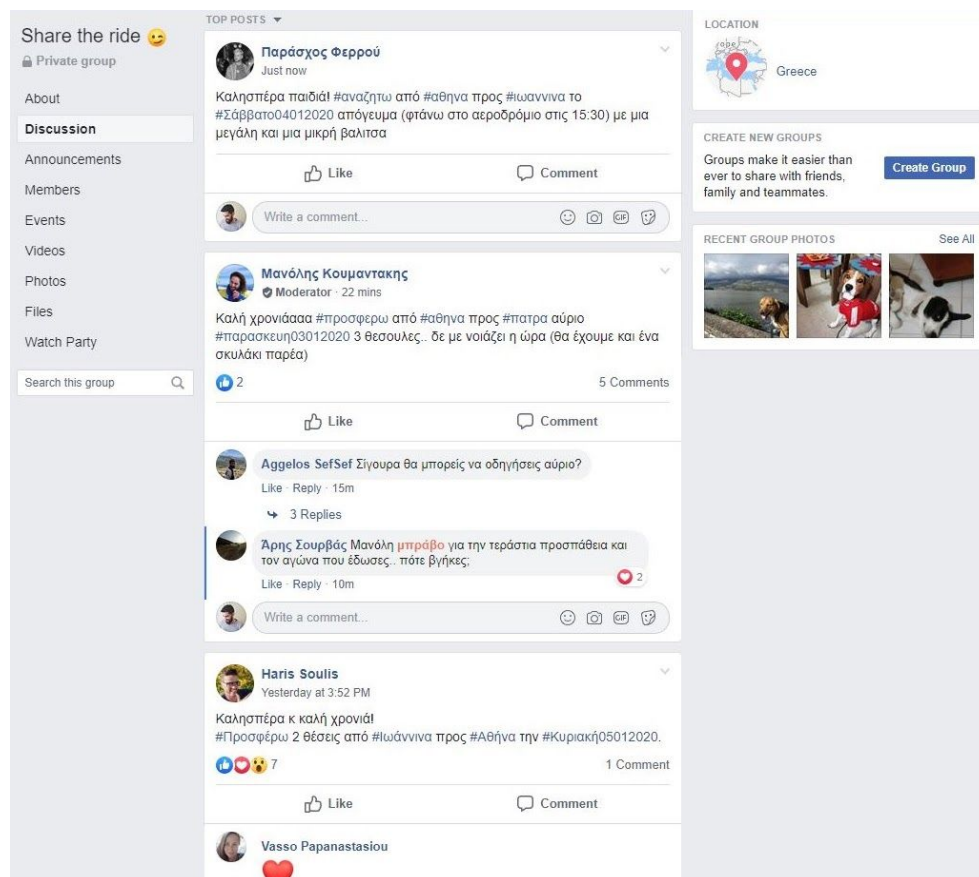 Share the ride
Private group
About
Discussion
Announcements
Members
Events
Videos
Photos
Files
Watch Party
Search this group
TOP POSTS
Παράσχος Φερρού
Just now
Καλησπέρα παιδιά! #αναζητω από #αθηνα προς #ιωαννινα το
#Σάββατο04012020 απόγευμα (φτάνω στο αεροδρόμιο στις 15:30) με μια
μεγάλη και μια μικρή βαλιτσα
Like Comment
Write a comment... GIF
Μανόλης Κουμαντακης
Moderator · 22 mins
Καλή χρονιάααα #προσφερω από #αθηνα προς #πατρα αύριο
#παρασκευη03012020 3 θεσουλες.. δε με νοιάζει η ώρα (θα έχουμε και ένα
σκυλάκι παρέα)
2 5 Comments
Like Comment
Aggelos SefSef Σίγουρα θα μπορείς να οδηγήσεις αύριο?
Like · Reply · 15m
3 Replies
Άρης Σουρβάς Μανόλη μπράβο για την τεράστια προσπάθεια και
τον αγώνα που έδωσες.. πότε βγήκες;
2
Like · Reply · 10m
Write a comment... GIF
Haris Soulis
Yesterday at 3:52 PM
Καλησπέρα κ καλή χρονιά!
#Προσφέρω 2 θέσεις από #Ιωάννινα προς #Αθήνα την #Κυριακή05012020.
7 1 Comment
Like Comment
Vasso Papanastasiou
LOCATION
Greece
CREATE NEW GROUPS
Groups make it easier than
ever to share with friends,
family and teammates.
Create Group
RECENT GROUP PHOTOS See All